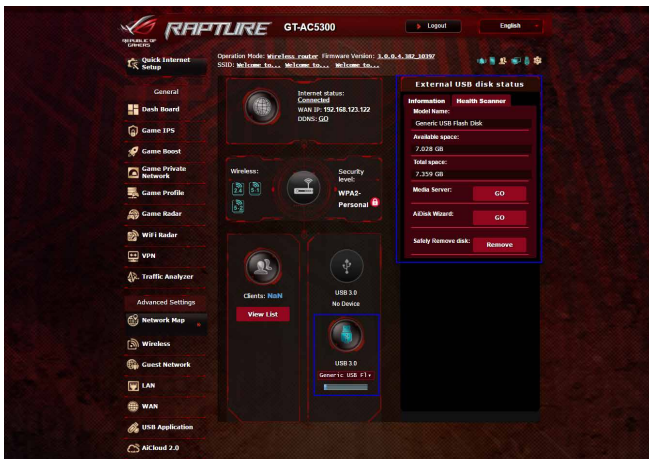 REPUBLIC OF
GAMERS
RAPTURE
GT-AC5300
Logout
English
Quick Internet
Setup
Operation Mode: Wireless router Firmware Version: 3.0.0.4.382_10397
SSID: Welcome to... Welcome to... Welcome to...
General
Dash Board
Game IPS
Game Boost
Game Private
Network
Game Profile
Game Radar
WiFi Radar
VPN
Traffic Analyzer
Advanced Settings
Network Map
Wireless
Guest Network
LAN
WAN
USB Application
AiCloud 2.0
Internet status:
Connected
WAN IP: 192.168.123.122
DDNS: GO
Wireless:
2.4 5-1
5-2
Security
level:
WPA2-
Personal
Clients: NaN
View List
USB 3.0
No Device
USB 3.0
Generic USB Fl
External USB disk status
Information Health Scanner
Model Name:
Generic USB Flash Disk
Available space:
7.028 GB
Total space:
7.359 GB
Media Server:
GO
AiDisk Wizard:
GO
Safely Remove disk:
Remove